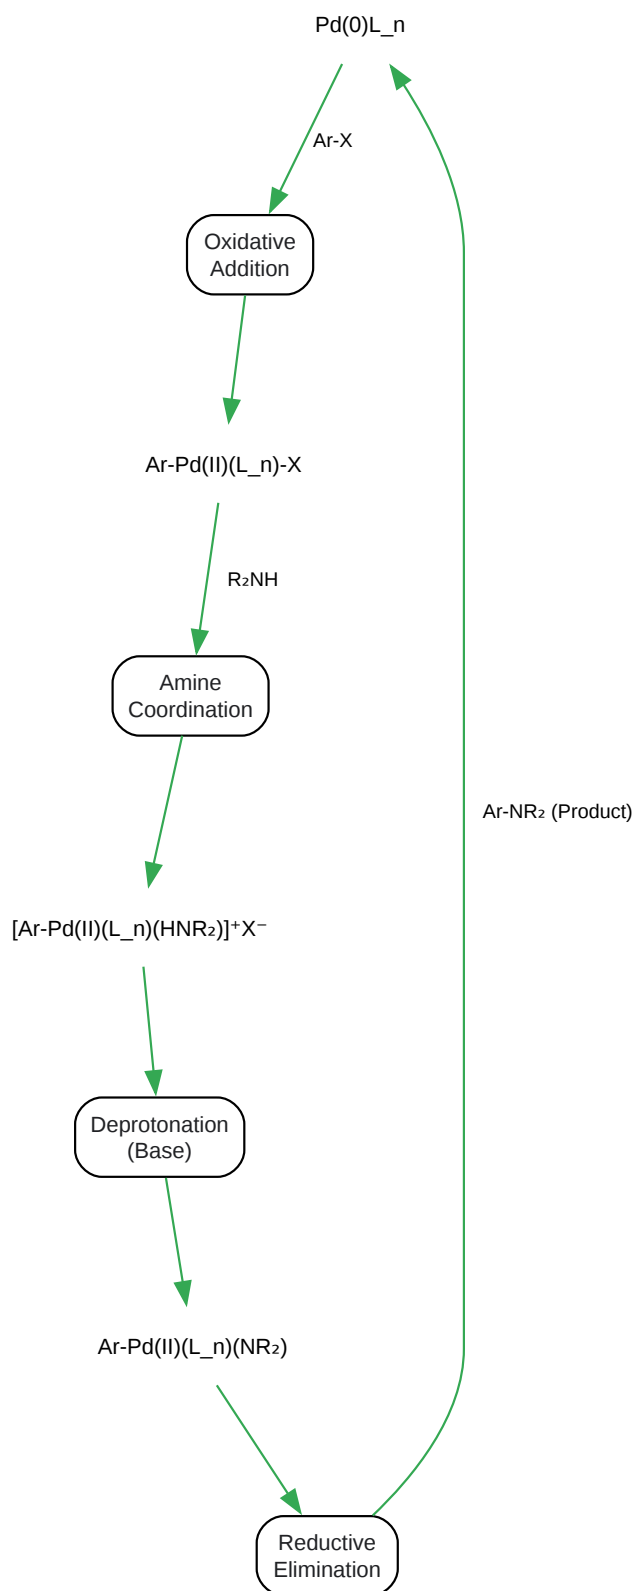 Pd(0)L_n
Ar-X
Oxidative
Addition
Ar-Pd(II)(L_n)-X
R₂NH
Amine
Coordination
Ar-NR₂ (Product)
[Ar-Pd(II)(L_n)(HNR₂)]⁺X⁻
Deprotonation
(Base)
Ar-Pd(II)(L_n)(NR₂)
Reductive
Elimination